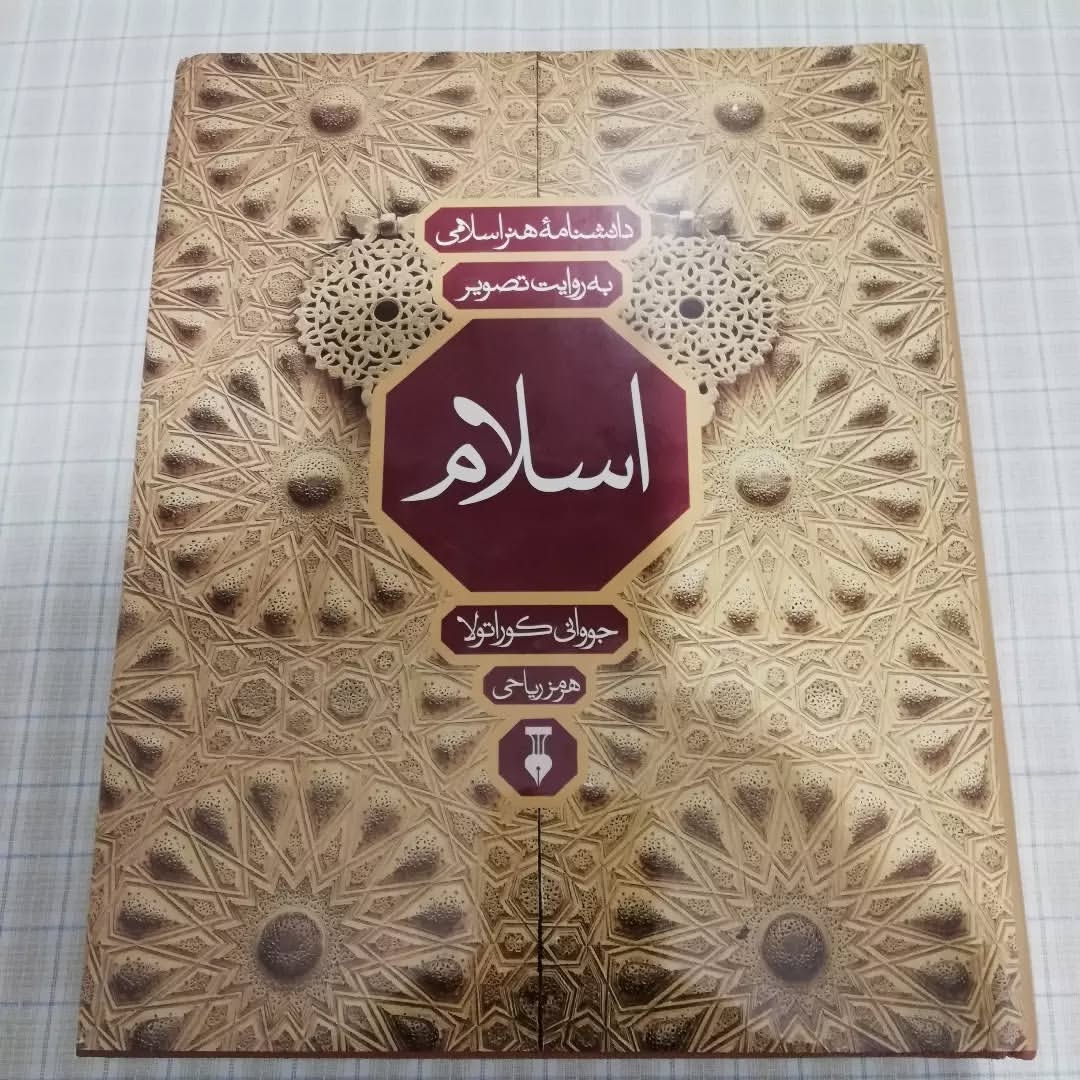 دانشنامهٔ هنر اسلامی
به روایت تصویر
اسلام
جووانی کوراتولا
هرمز ریاحی